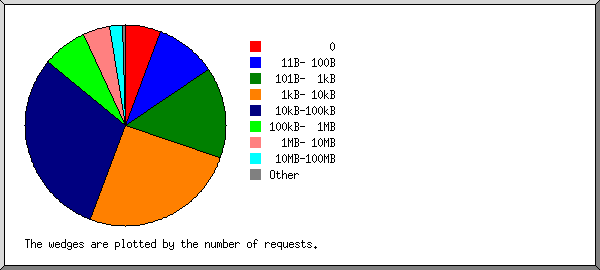 0
11B- 100B
101B-  1kB
1kB- 10kB
10kB-100kB
100kB-  1MB
1MB- 10MB
10MB-100MB
Other
The wedges are plotted by the number of requests.